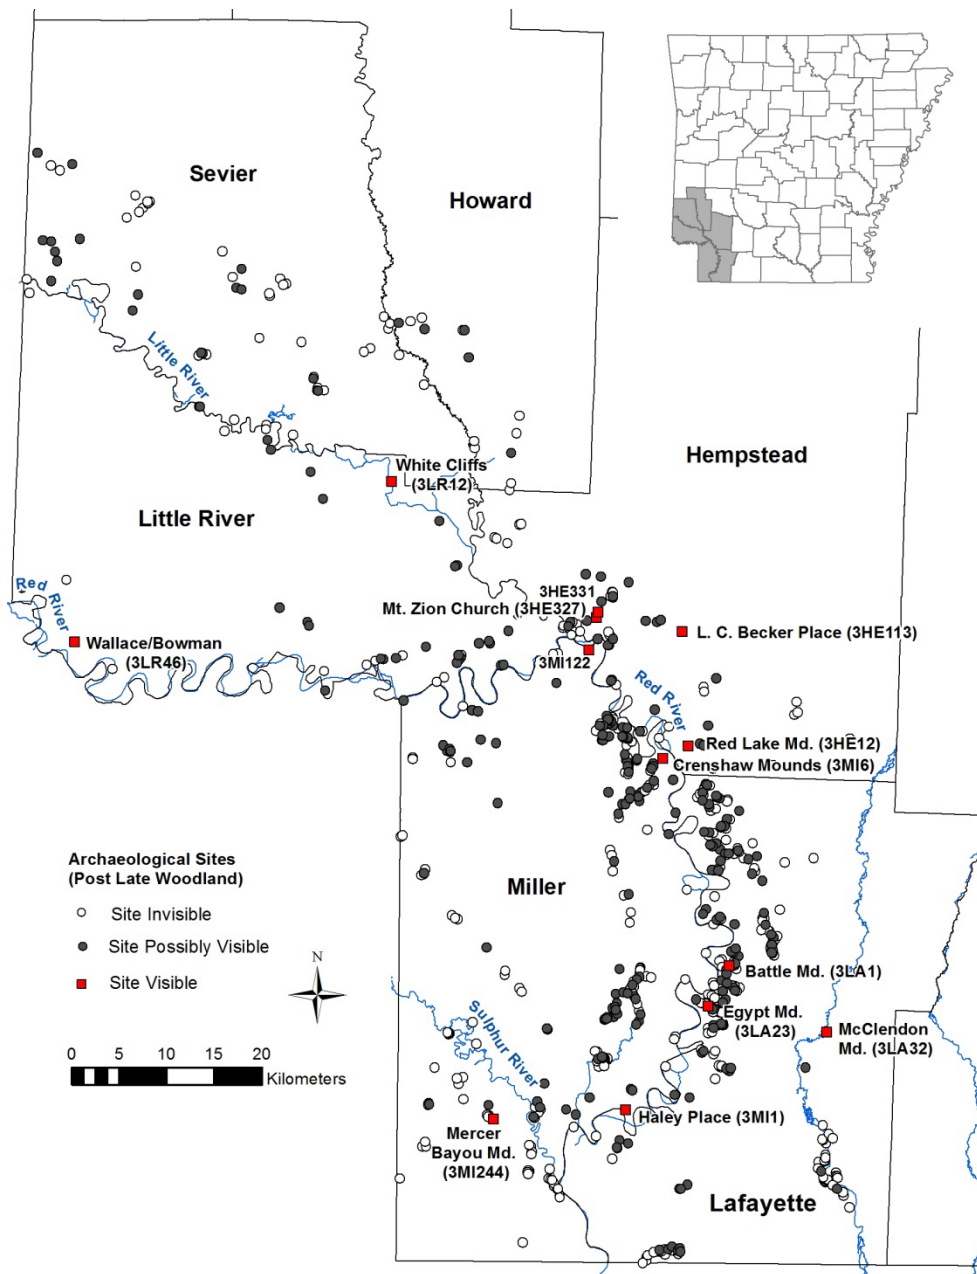 Sevier
Howard
Little River
White Cliffs
(3LR12)
Hempstead
Little River
Red
River
3HE331
Mt. Zion Church (3HE327)
L. C. Becker Place (3HE113)
Wallace/Bowman
(3LR46)
3MI122
Red River
Red Lake Md. (3HE12)
Crenshaw Mounds (3MI6)
Archaeological Sites
(Post Late Woodland)
Site Invisible
Site Possibly Visible
Site Visible
Miller
N
Battle Md. (3LA1)
Sulphur River
Egypt Md.
(3LA23)
McClendon
Md. (3LA32)
0 5 10 15 20
Kilometers
Haley Place (3MI1)
Mercer
Bayou Md.
(3MI244)
Lafayette